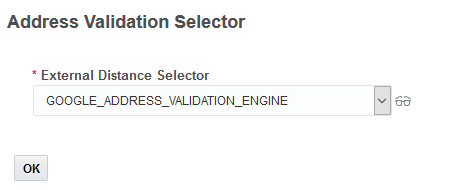 Address Validation Selector
* External Distance Selector
GOOGLE_ADDRESS_VALIDATION_ENGINE
OK